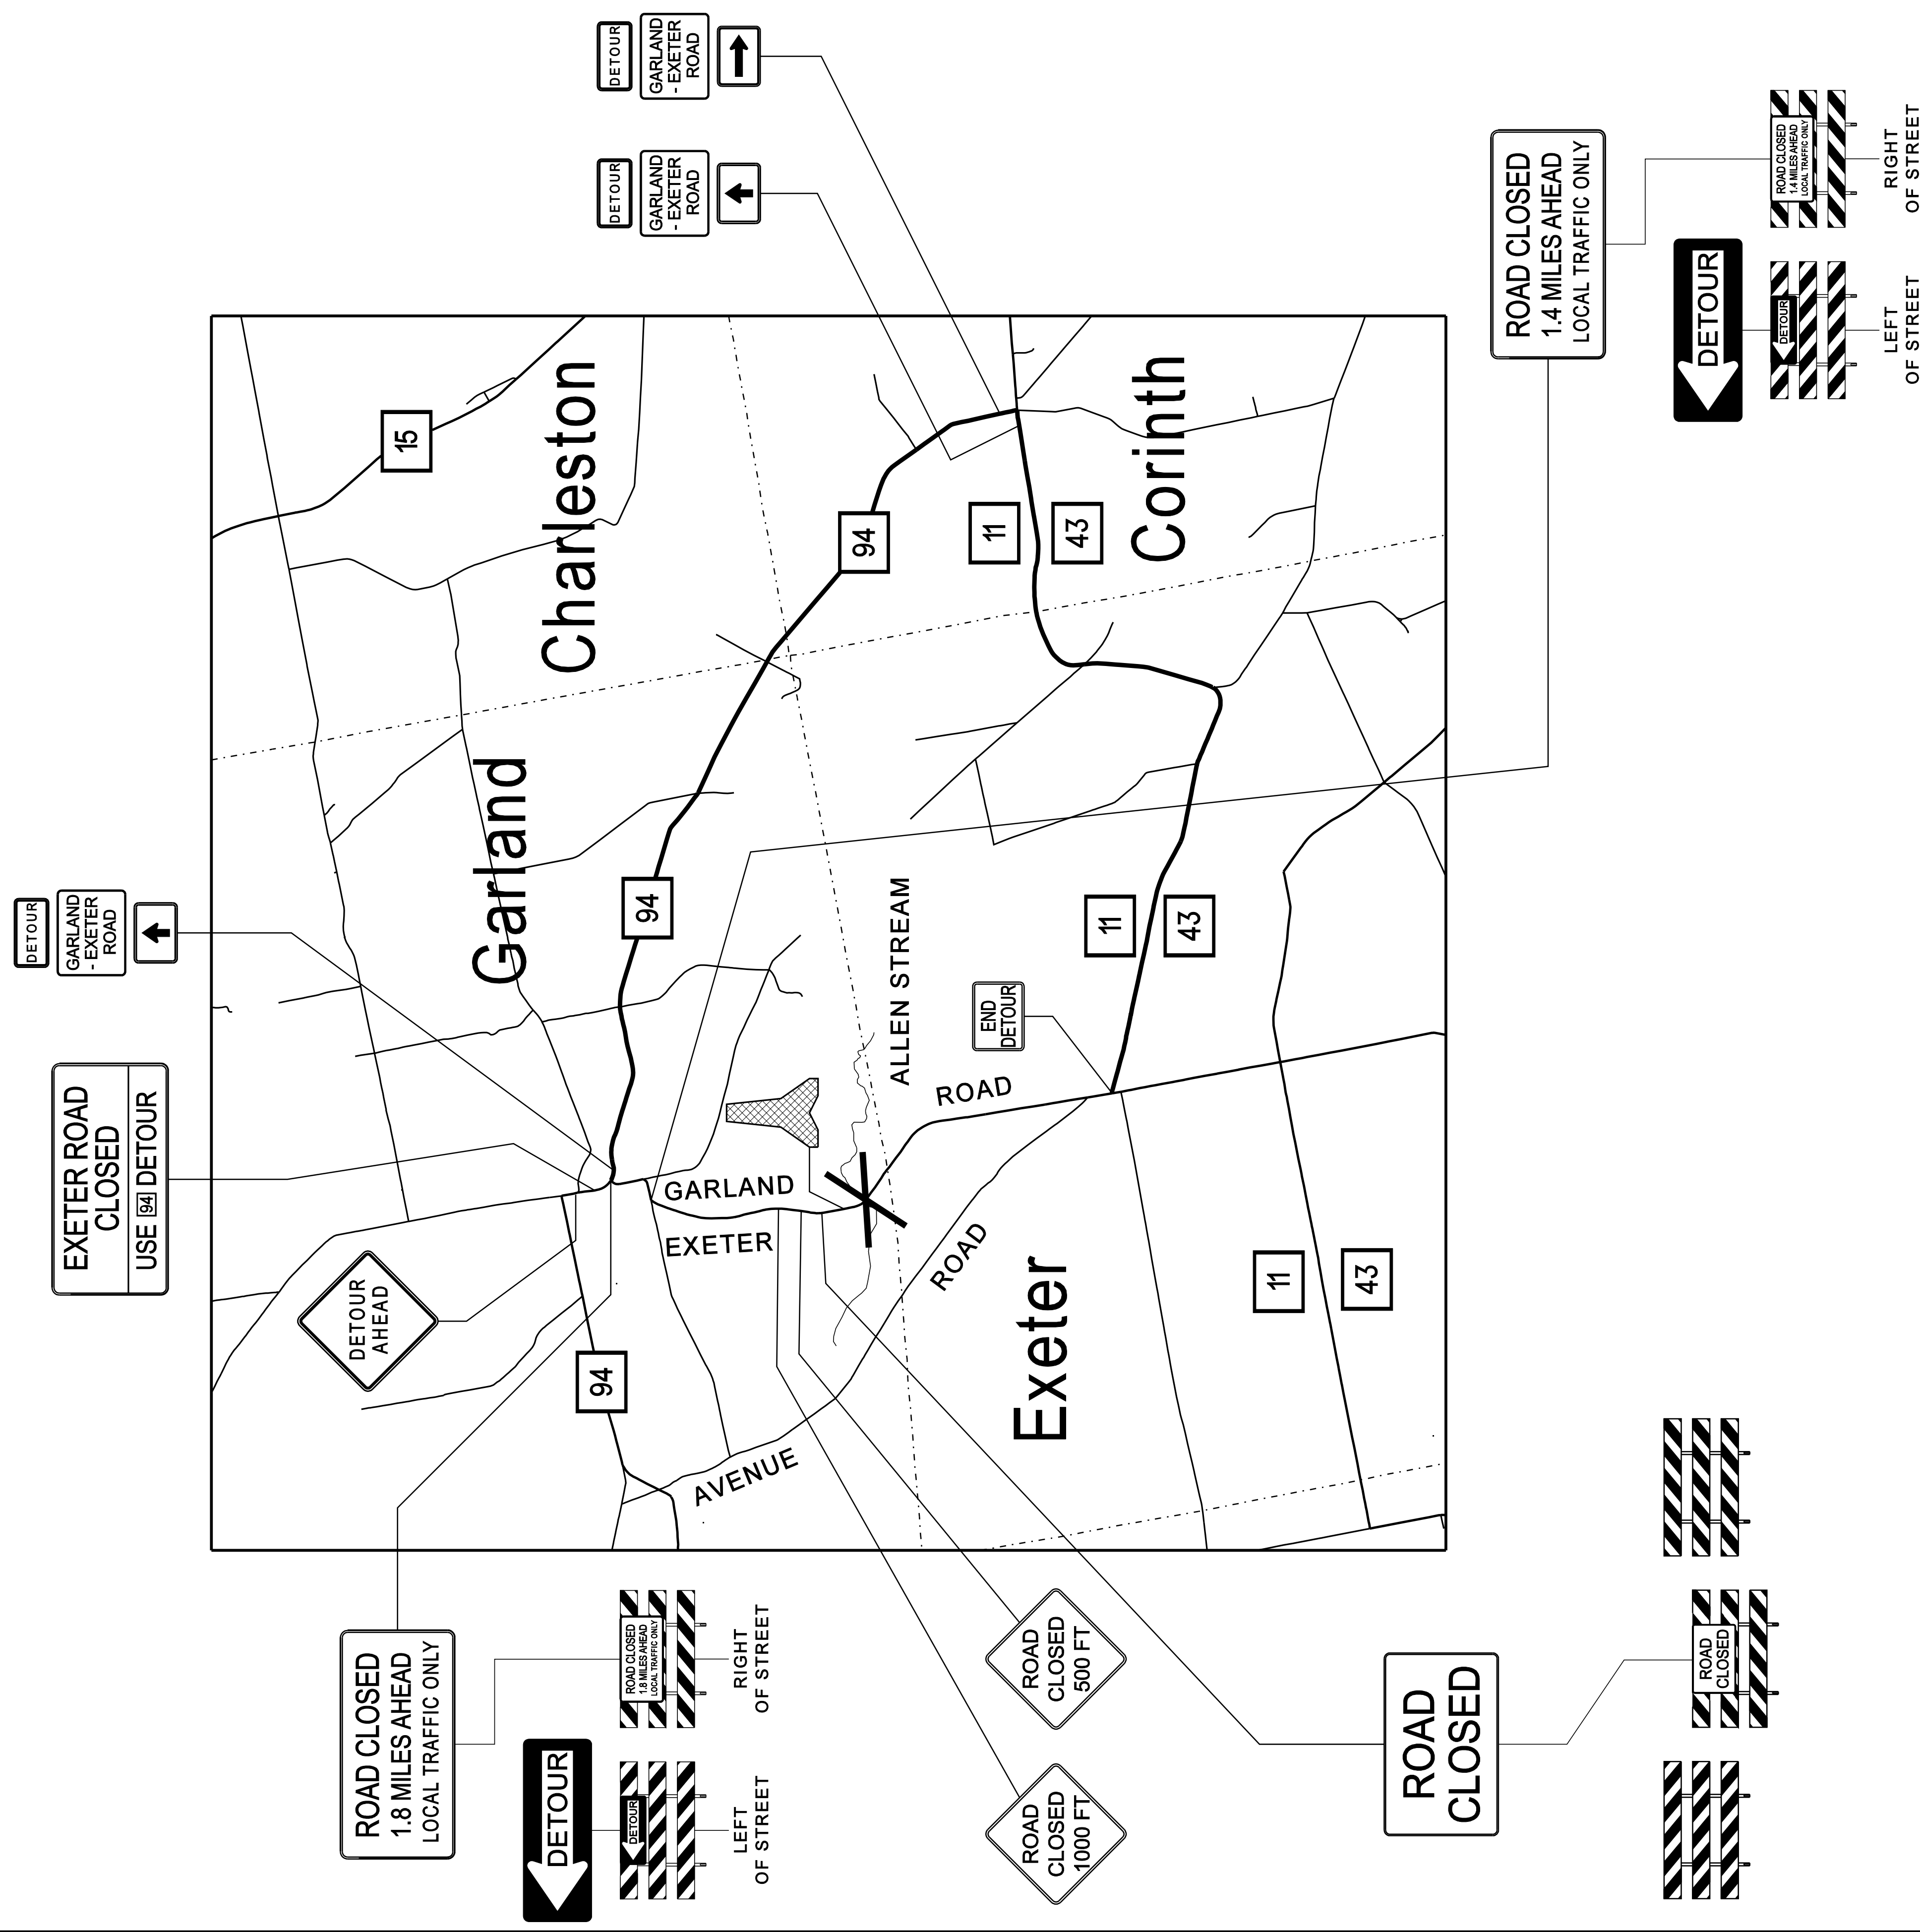 DETOUR
GARLAND
- EXETER
ROAD
DETOUR
GARLAND
- EXETER
ROAD
DETOUR
GARLAND
- EXETER
ROAD
EXETER ROAD
CLOSED
USE 94 DETOUR
DETOUR
AHEAD
15
Charleston
Garland
94
94
94
11
43
Corinth
11
43
ALLEN STREAM
END
DETOUR
ROAD
GARLAND
EXETER
ROAD
AVENUE
Exeter
11
43
ROAD CLOSED
1.4 MILES AHEAD
LOCAL TRAFFIC ONLY
DETOUR
ROAD CLOSED
1.4 MILES AHEAD
LOCAL TRAFFIC ONLY
RIGHT
OF STREET
DETOUR
LEFT
OF STREET
ROAD CLOSED
1.8 MILES AHEAD
LOCAL TRAFFIC ONLY
DETOUR
ROAD CLOSED
1.8 MILES AHEAD
LOCAL TRAFFIC ONLY
RIGHT
OF STREET
DETOUR
LEFT
OF STREET
ROAD
CLOSED
500 FT
ROAD
CLOSED
1000 FT
ROAD
CLOSED
ROAD
CLOSED